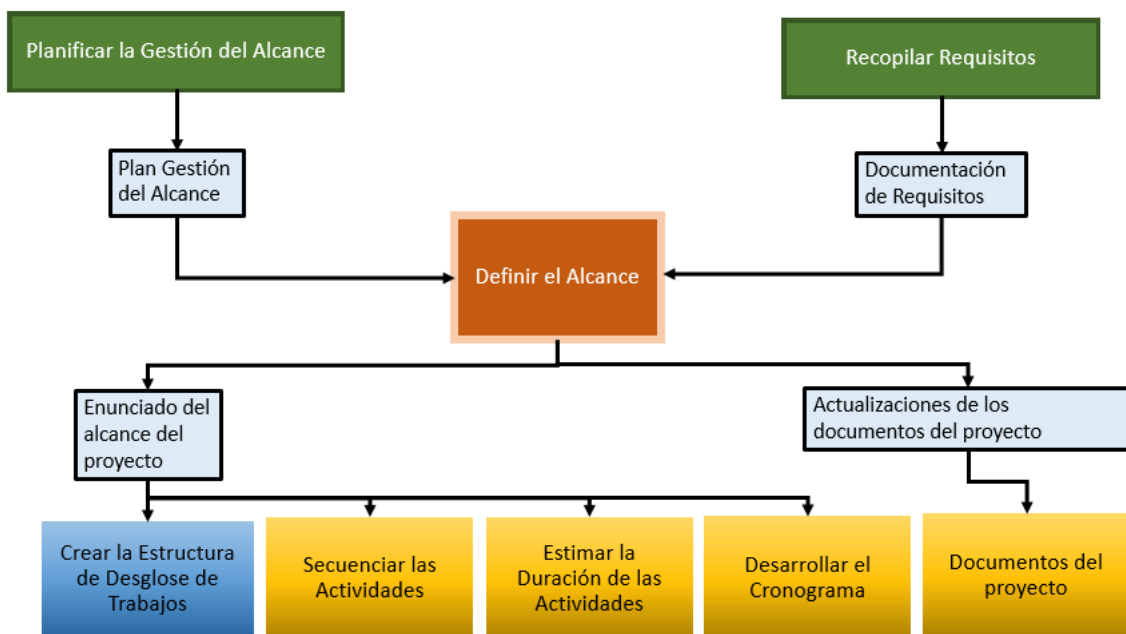 Planificar la Gestión del Alcance
Recopilar Requisitos
Plan Gestión
del Alcance
Documentación
de Requisitos
Definir el Alcance
Enunciado del
alcance del
proyecto
Actualizaciones de los
documentos del proyecto
Crear la Estructura
de Desglose de
Trabajos
Secuenciar las
Actividades
Estimar la
Duración de las
Actividades
Desarrollar el
Cronograma
Documentos del
proyecto